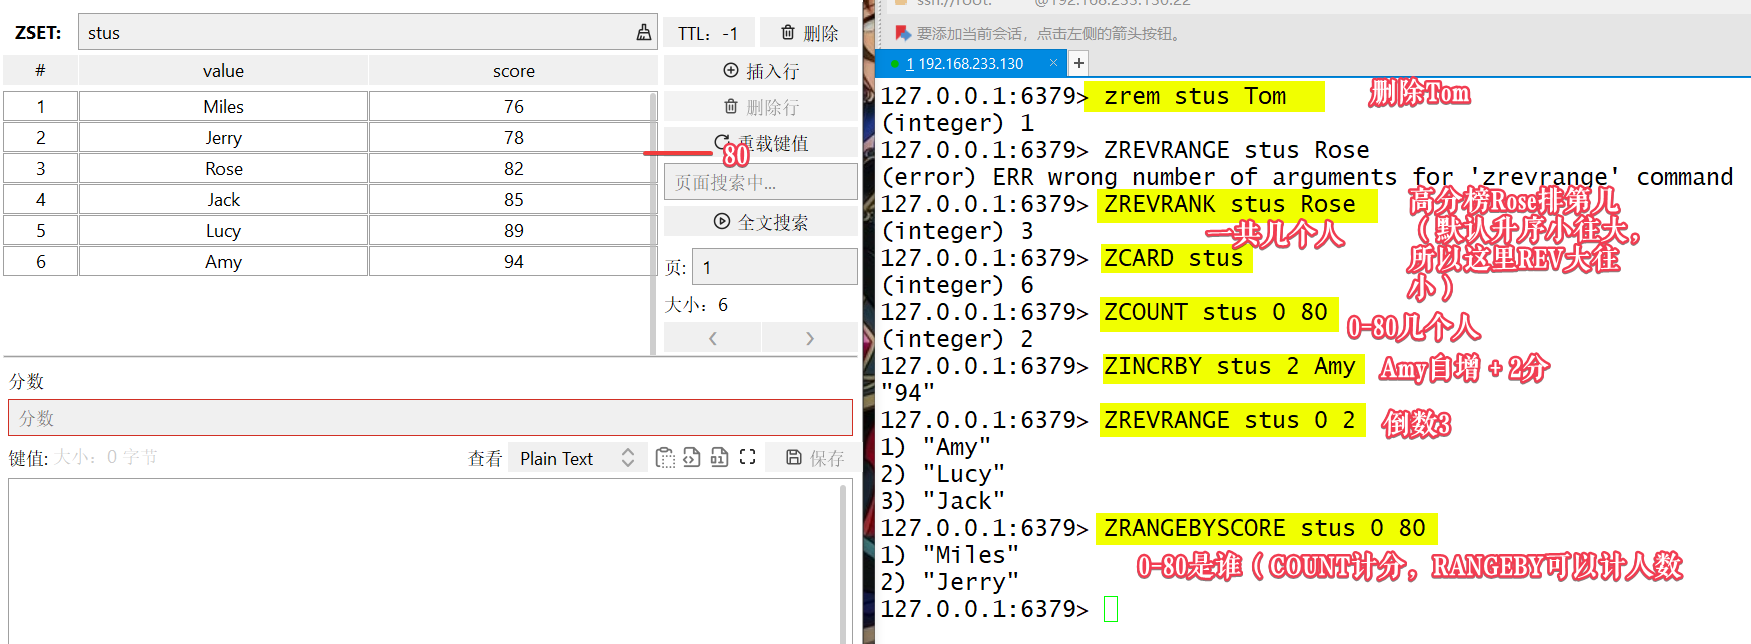 ZSET: stus TTL: -1 删除
# value score 插入行
1 Miles 76 删除行
2 Jerry 78 重载键值
80
3 Rose 82 页面搜索中...
4 Jack 85 全文搜索
5 Lucy 89
6 Amy 94 页: 1
大小: 6
分数
分数
键值: 大小: 0 字节 查看 Plain Text 保存
要添加当前会话，点击左侧的箭头按钮。
1 192.168.233.130 × +
127.0.0.1:6379> zrem stus Tom 删除Tom
(integer) 1
127.0.0.1:6379> ZREVRANGE stus Rose
(error) ERR wrong number of arguments for 'zrevrange' command
127.0.0.1:6379> ZREVRANK stus Rose
高分榜Rose排第几
（默认升序小往大，
所以这里REV大往
小）
(integer) 3 一共几个人
127.0.0.1:6379> ZCARD stus
(integer) 6
127.0.0.1:6379> ZCOUNT stus 0 80 0-80几个人
(integer) 2
127.0.0.1:6379> ZINCRBY stus 2 Amy Amy自增 + 2分
"94"
127.0.0.1:6379> ZREVRANGE stus 0 2 倒数3
1) "Amy"
2) "Lucy"
3) "Jack"
127.0.0.1:6379> ZRANGEBYSCORE stus 0 80
1) "Miles" 0-80是谁（COUNT计分，RANGEBY可以计人数
2) "Jerry"
127.0.0.1:6379>